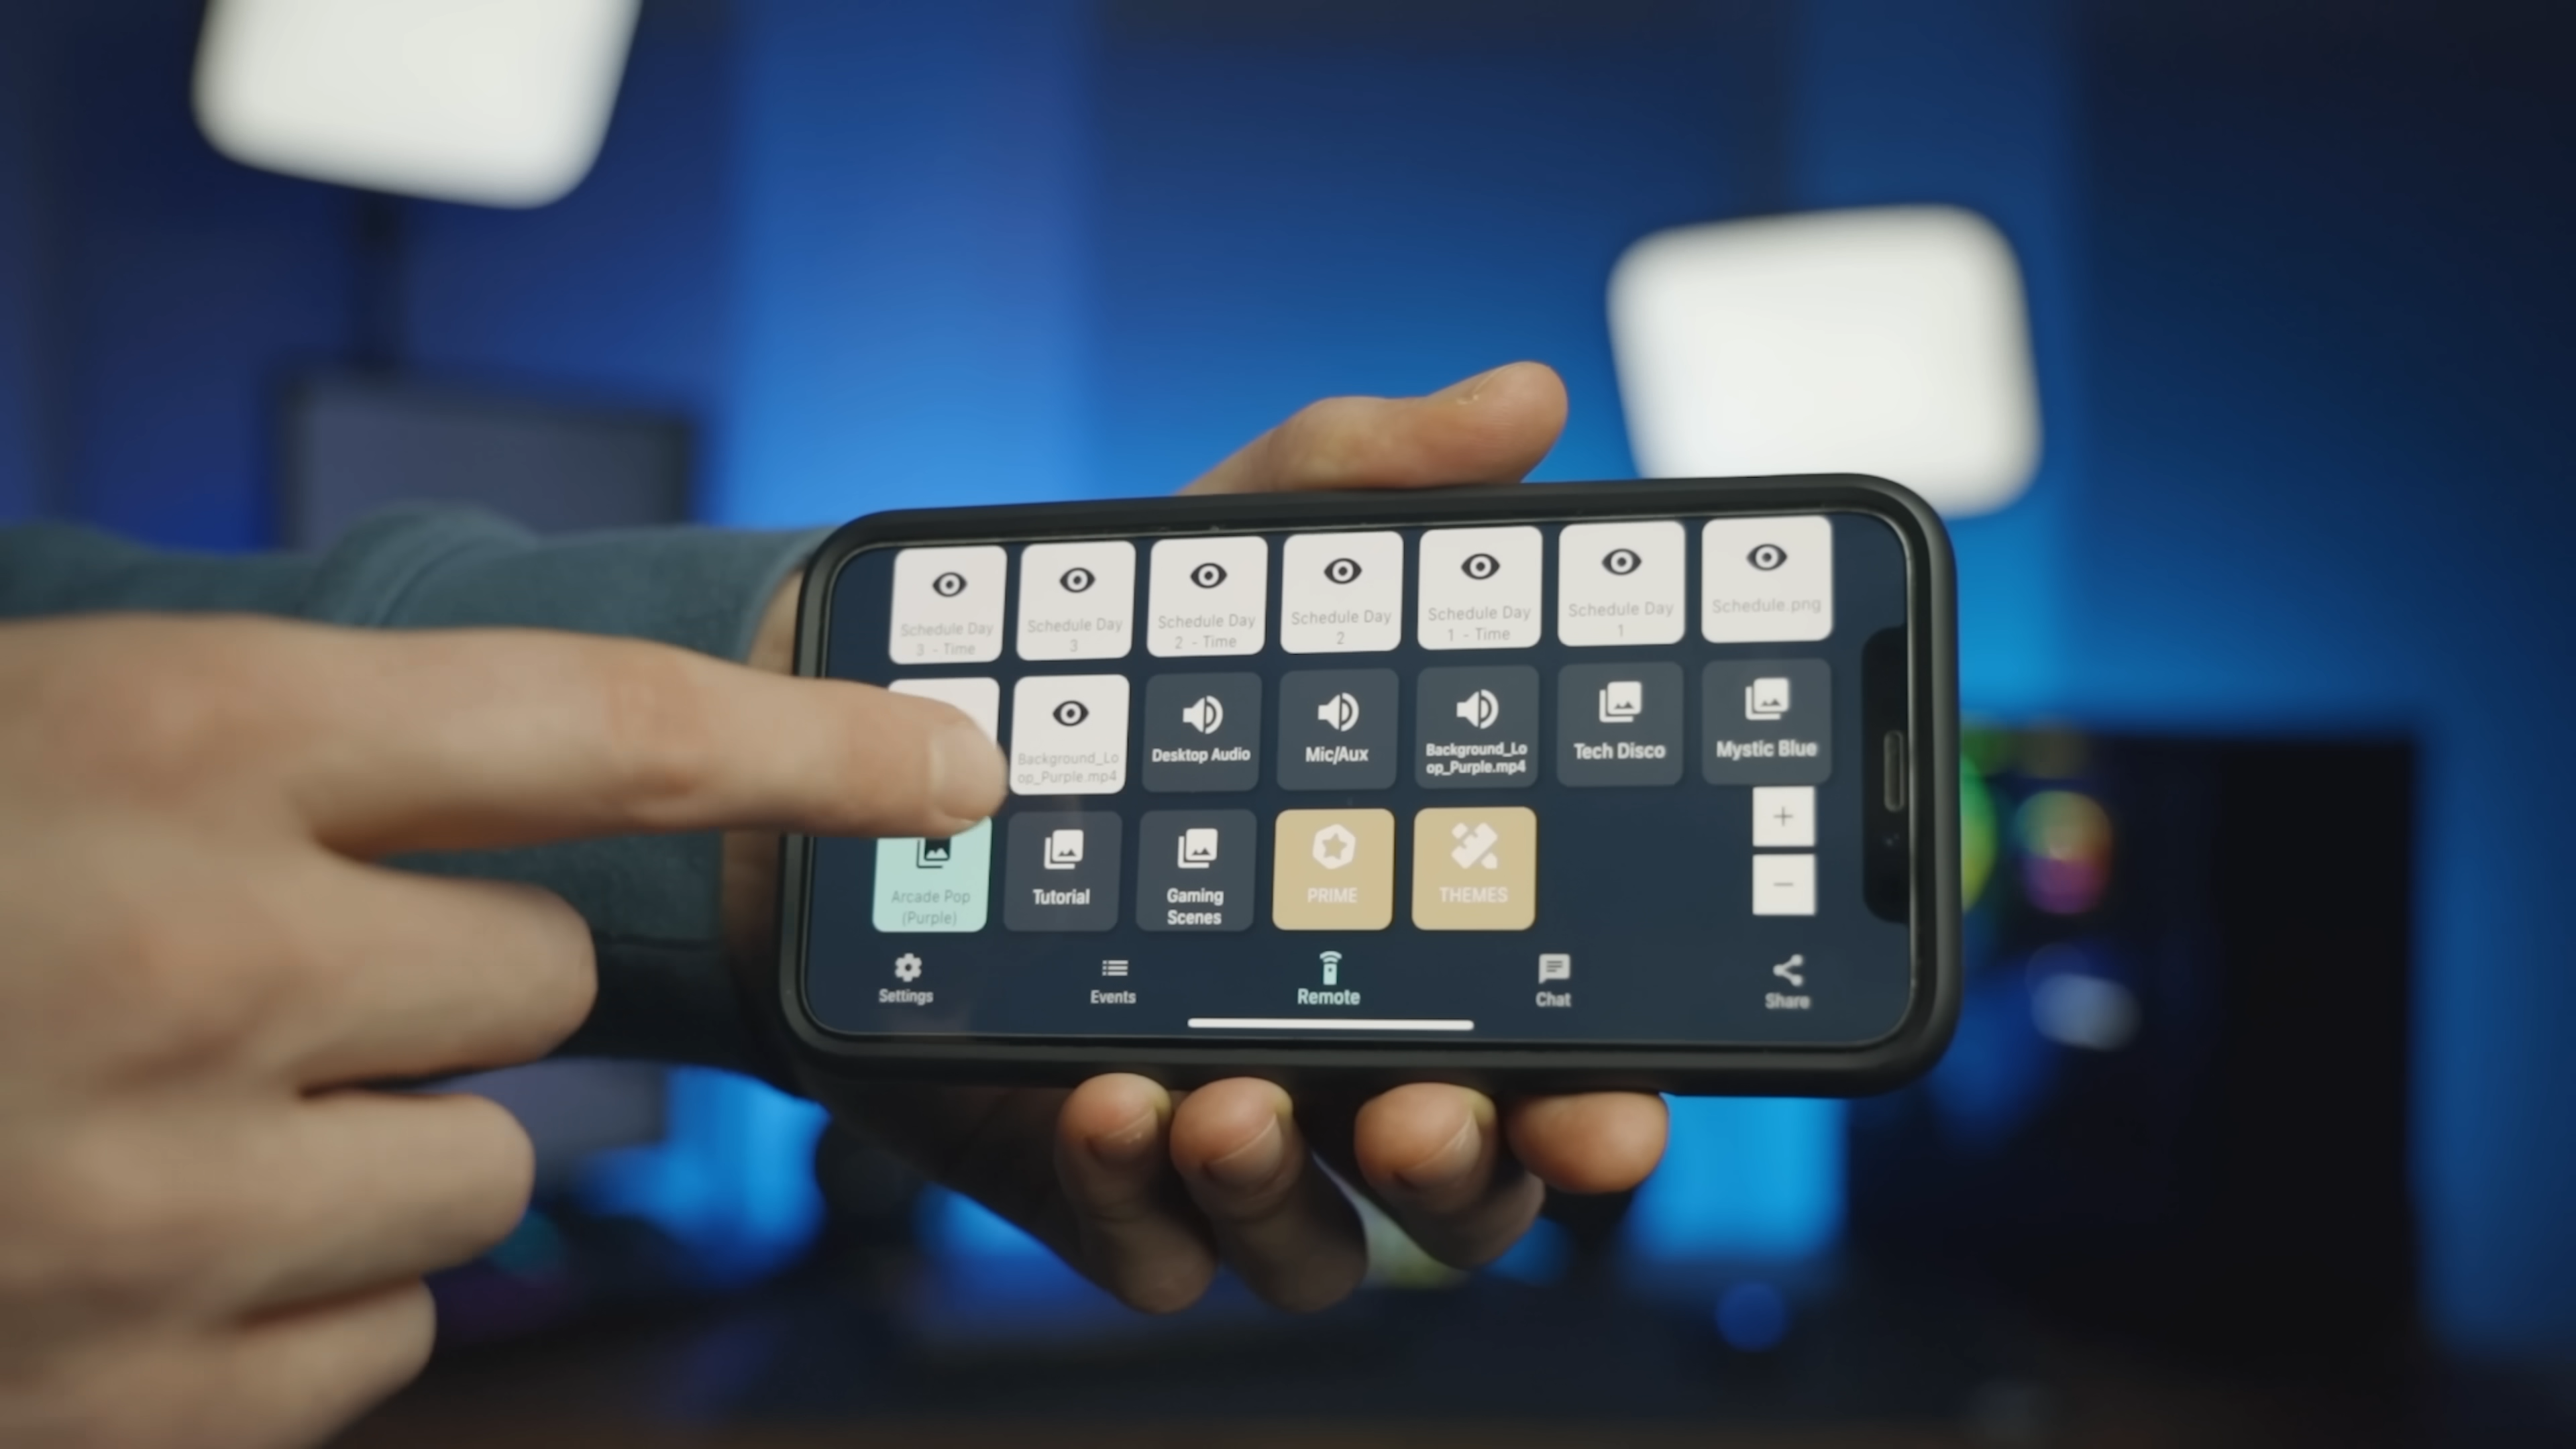 Schedule Day
3 - Time
Schedule Day
3
Schedule Day
2 - Time
Schedule Day
2
Schedule Day
1 - Time
Schedule Day
1
Schedule.png
Background_Lo
op_Purple.mp4
Desktop Audio
Mic/Aux
Background_Lo
op_Purple.mp4
Tech Disco
Mystic Blue
Arcade Pop
(Purple)
Tutorial
Gaming
Scenes
PRIME
THEMES
+
−
Settings
Events
Remote
Chat
Share